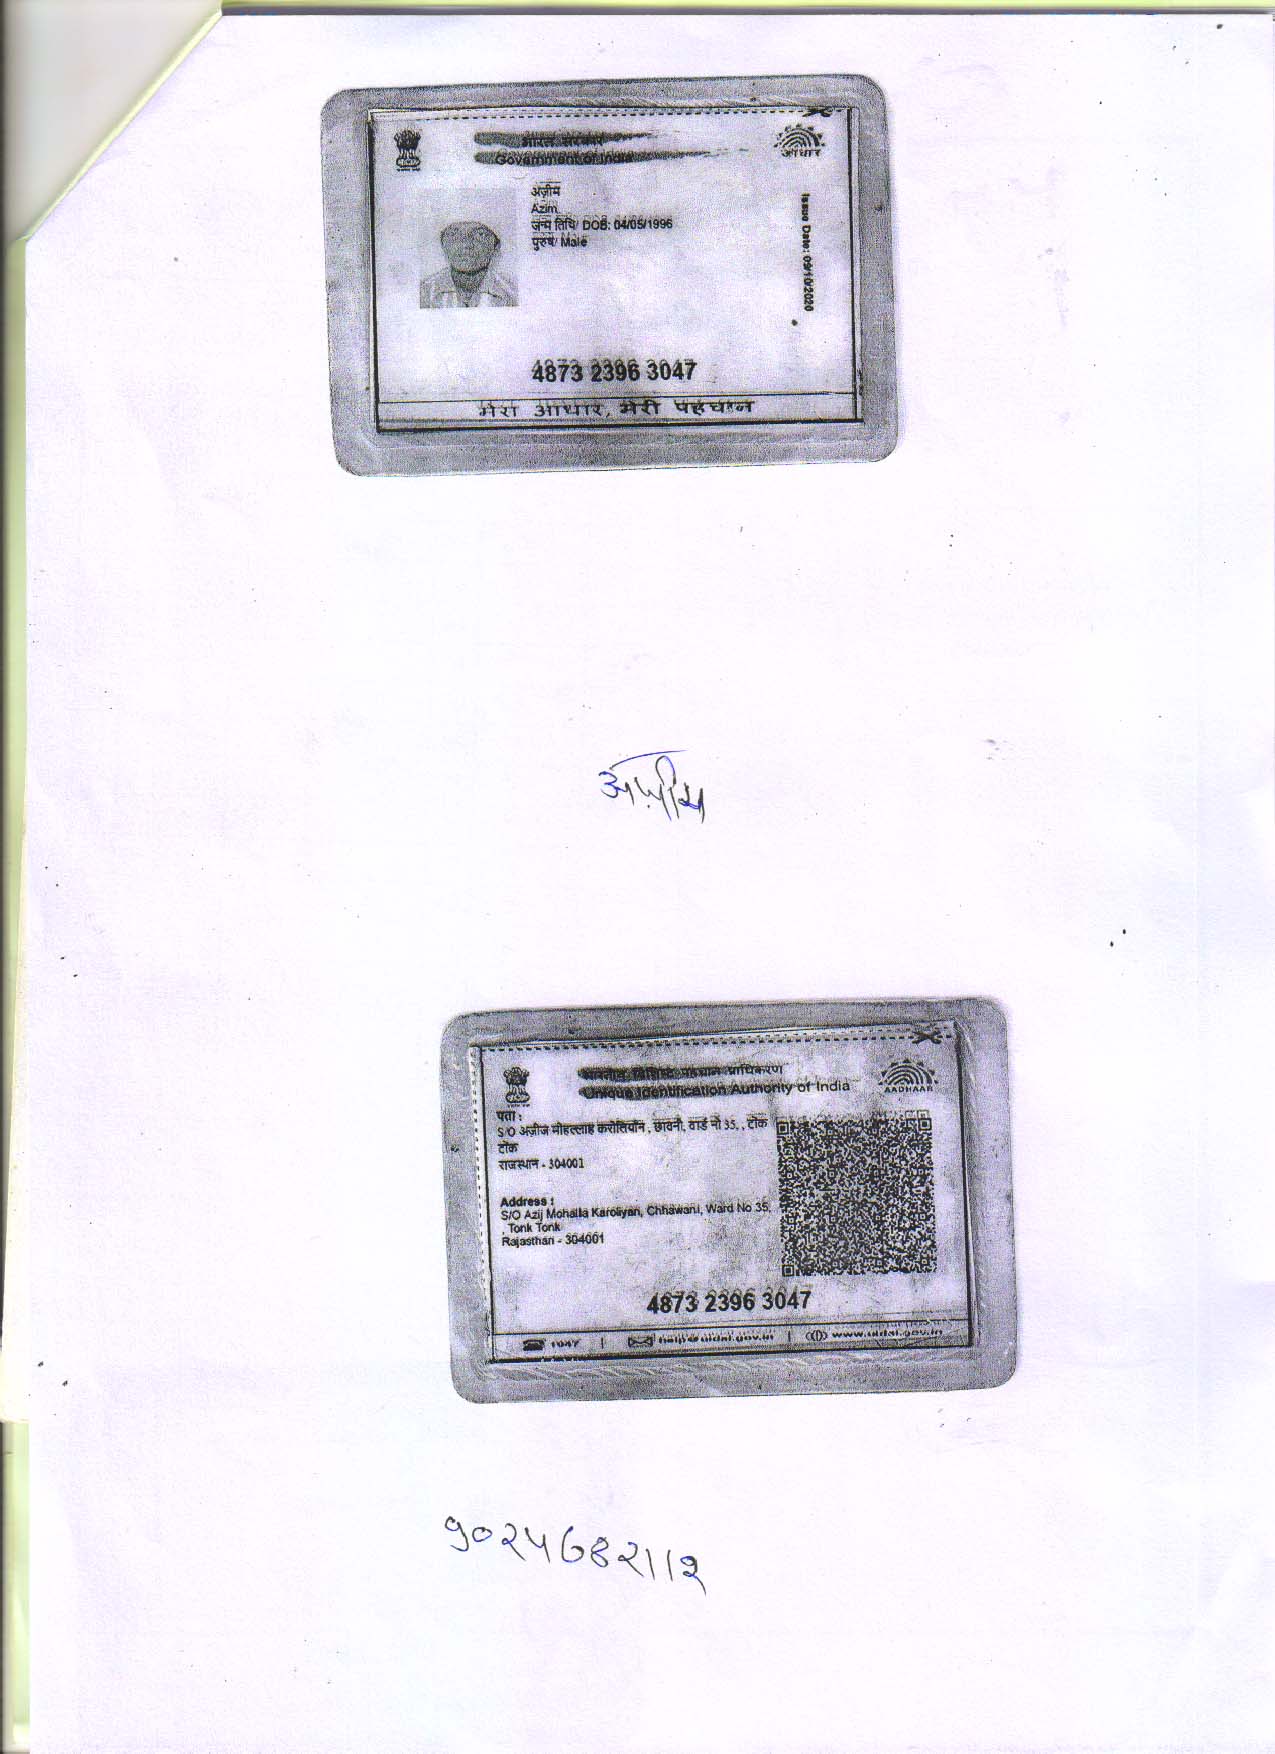 भारत सरकार
Government of India
आधार
अज़ीम
Azim
जन्म तिथि/ DOB: 04/05/1996
पुरुष/ Male
Issue Date: 09/10/2020
4873 2396 3047
मेरा आधार, मेरी पहचान
अज़ीम
भारतीय विशिष्ट पहचान प्राधिकरण
Unique Identification Authority of India
AADHAAR
पता :
S/O अज़ीज मोहल्लाह करोलियॉन , छावनी, वार्ड नो 35, , टोंक
टोंक
राजस्थान - 304001
Address :
S/O Azij Mohalla Karoliyan, Chhawani, Ward No 35,
, Tonk Tonk
Rajasthan - 304001
4873 2396 3047
1947 | help@uidai.gov.in | www.uidai.gov.in